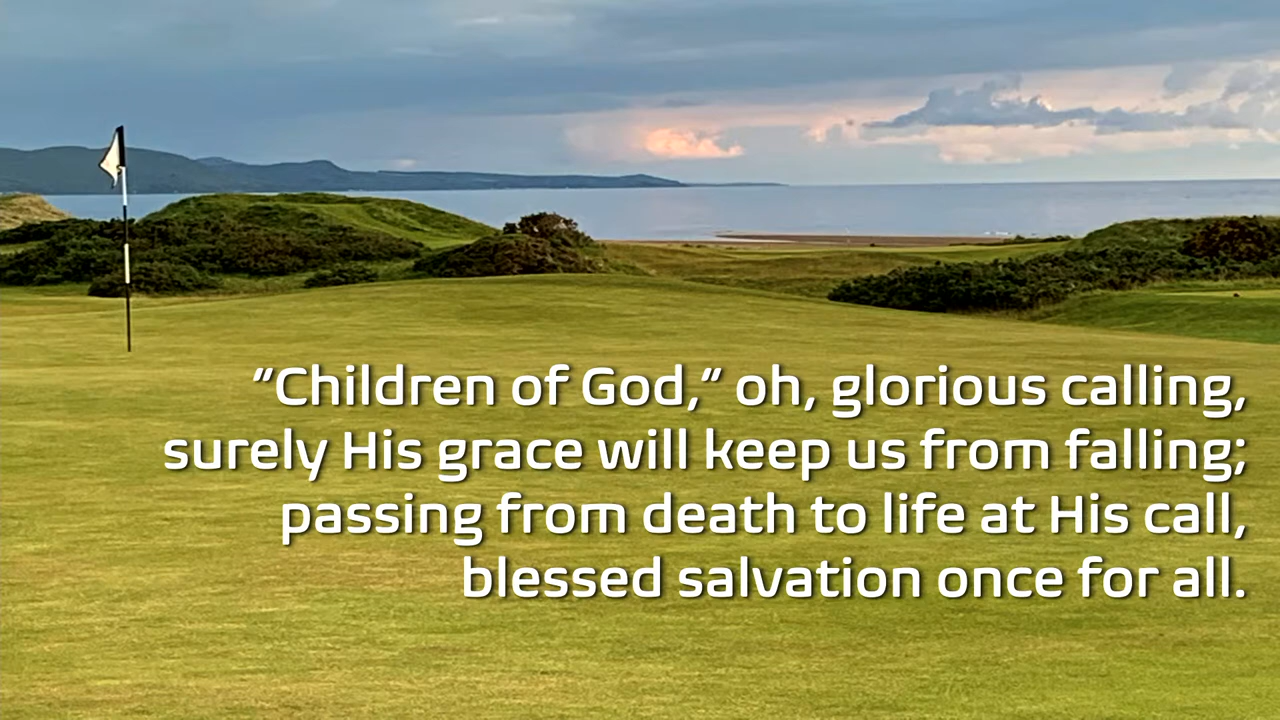 "Children of God," oh, glorious calling,
surely His grace will keep us from falling;
passing from death to life at His call,
blessed salvation once for all.